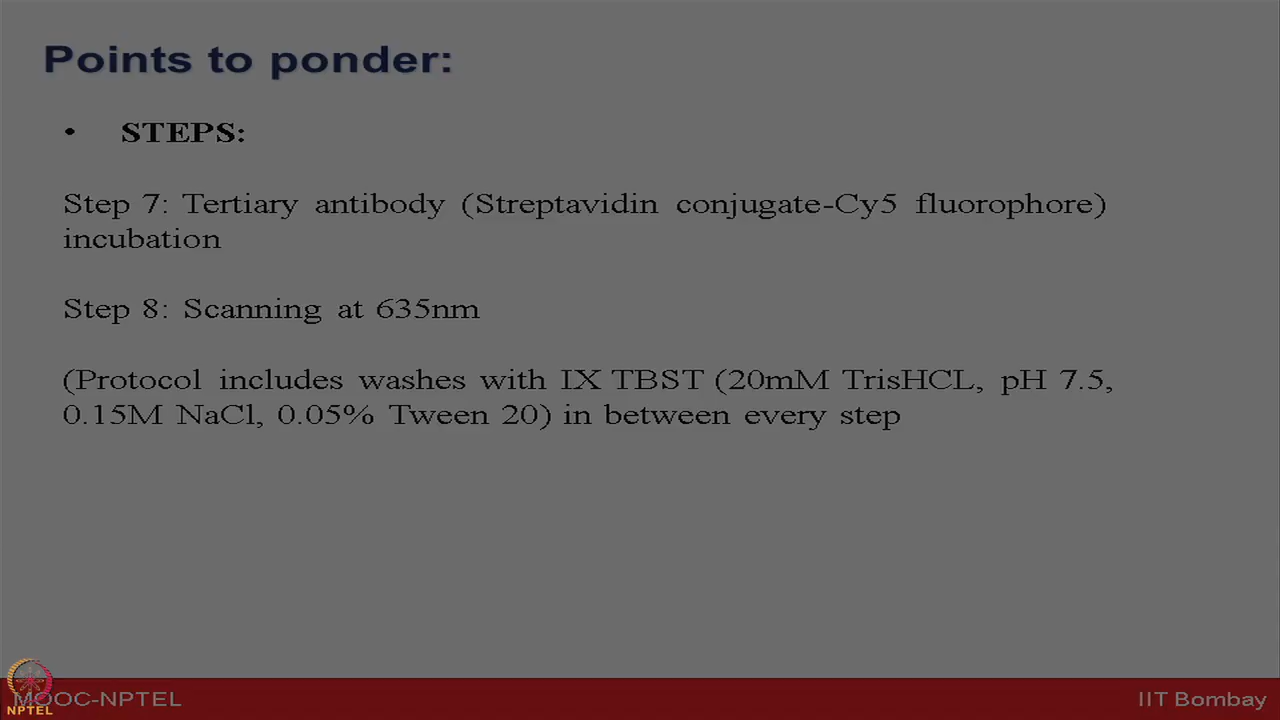 Points to ponder:
• STEPS:
Step 7: Tertiary antibody (Streptavidin conjugate-Cy5 fluorophore)
incubation
Step 8: Scanning at 635nm
(Protocol includes washes with IX TBST (20mM TrisHCL, pH 7.5,
0.15M NaCl, 0.05% Tween 20) in between every step
MOOC-NPTEL
NPTEL
IIT Bombay